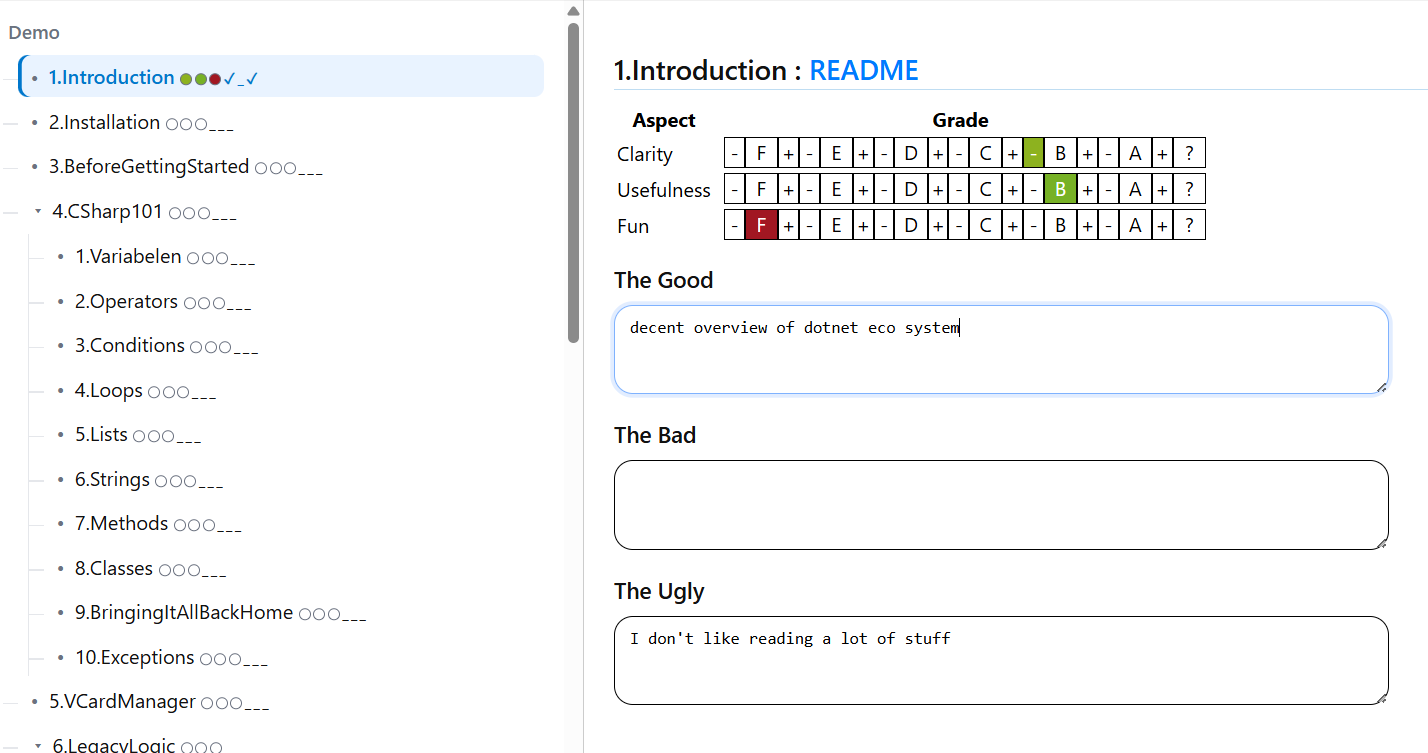 Demo
1.Introduction ●●●✓_✓
2.Installation ○○○___
3.BeforeGettingStarted ○○○___
4.CSharp101 ○○○___
1.Variabelen ○○○___
2.Operators ○○○___
3.Conditions ○○○___
4.Loops ○○○___
5.Lists ○○○___
6.Strings ○○○___
7.Methods ○○○___
8.Classes ○○○___
9.BringingItAllBackHome ○○○___
10.Exceptions ○○○___
5.VCardManager ○○○___
6.LegacyLogic ○○○
1.Introduction : README
Aspect Grade
Clarity - F + - E + - D + - C + - B + - A + ?
Usefulness - F + - E + - D + - C + - B + - A + ?
Fun - F + - E + - D + - C + - B + - A + ?
The Good
decent overview of dotnet eco system
The Bad
The Ugly
I don't like reading a lot of stuff